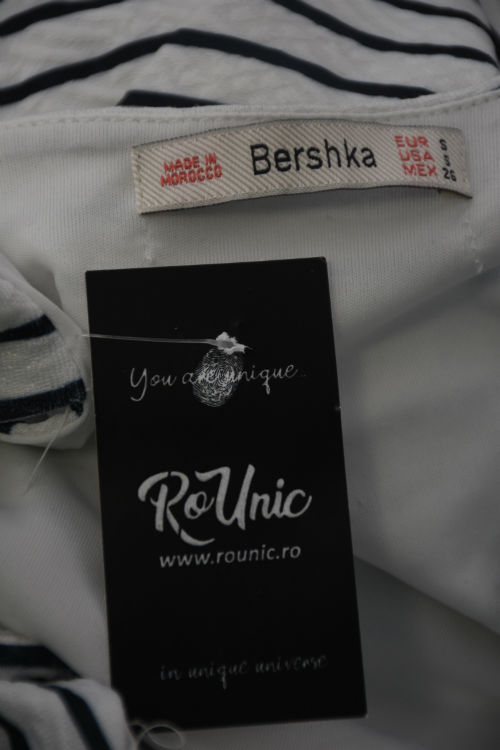 MADE IN
MOROCCO
Bershka
EUR S
USA S
MEX 26
You are unique
RoUnic
www.rounic.ro
in unique universe